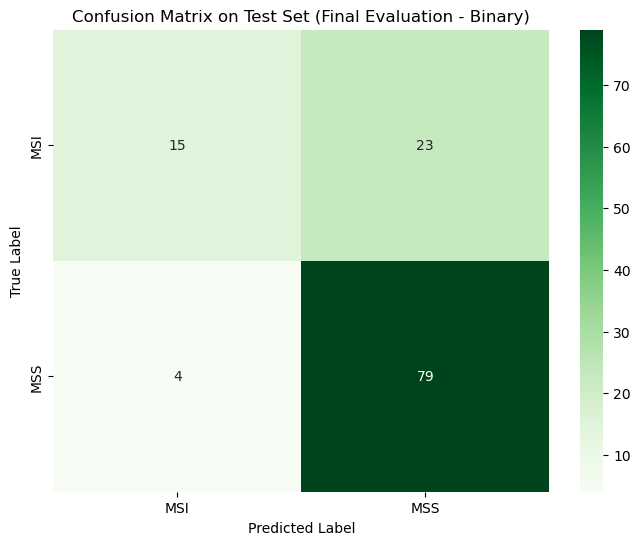 Confusion Matrix on Test Set (Final Evaluation - Binary)
True Label
MSI
15
23
MSS
4
79
MSI
MSS
Predicted Label
70
60
50
40
30
20
10